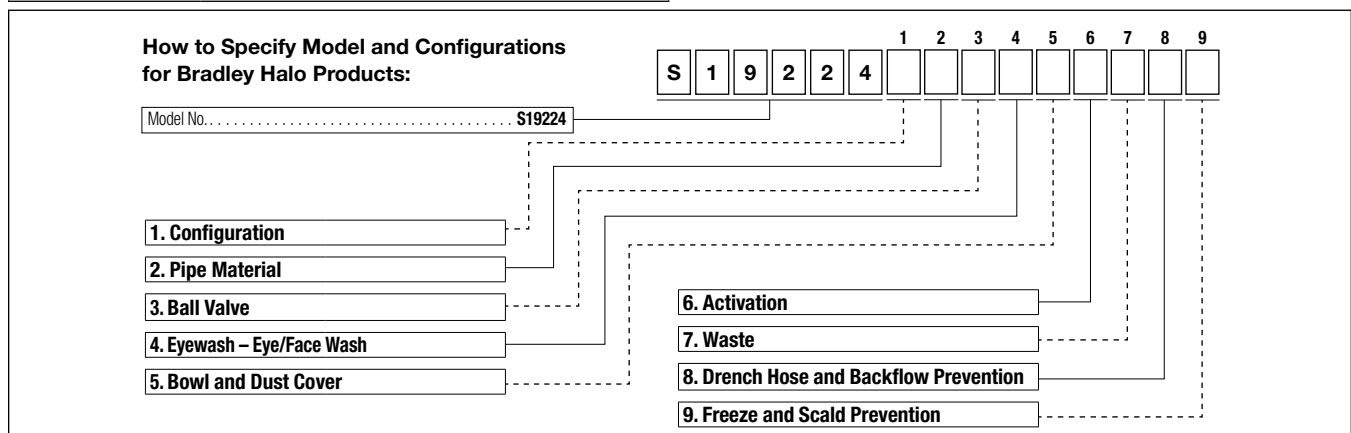 How to Specify Model and Configurations
for Bradley Halo Products:
1 2 3 4 5 6 7 8 9
S 1 9 2 2 4
Model No. . . . . . . . . . . . . . . . . . . . . . . . . . . . . . . . . . . . . . . S19224
1. Configuration
2. Pipe Material
3. Ball Valve
4. Eyewash – Eye/Face Wash
5. Bowl and Dust Cover
6. Activation
7. Waste
8. Drench Hose and Backflow Prevention
9. Freeze and Scald Prevention